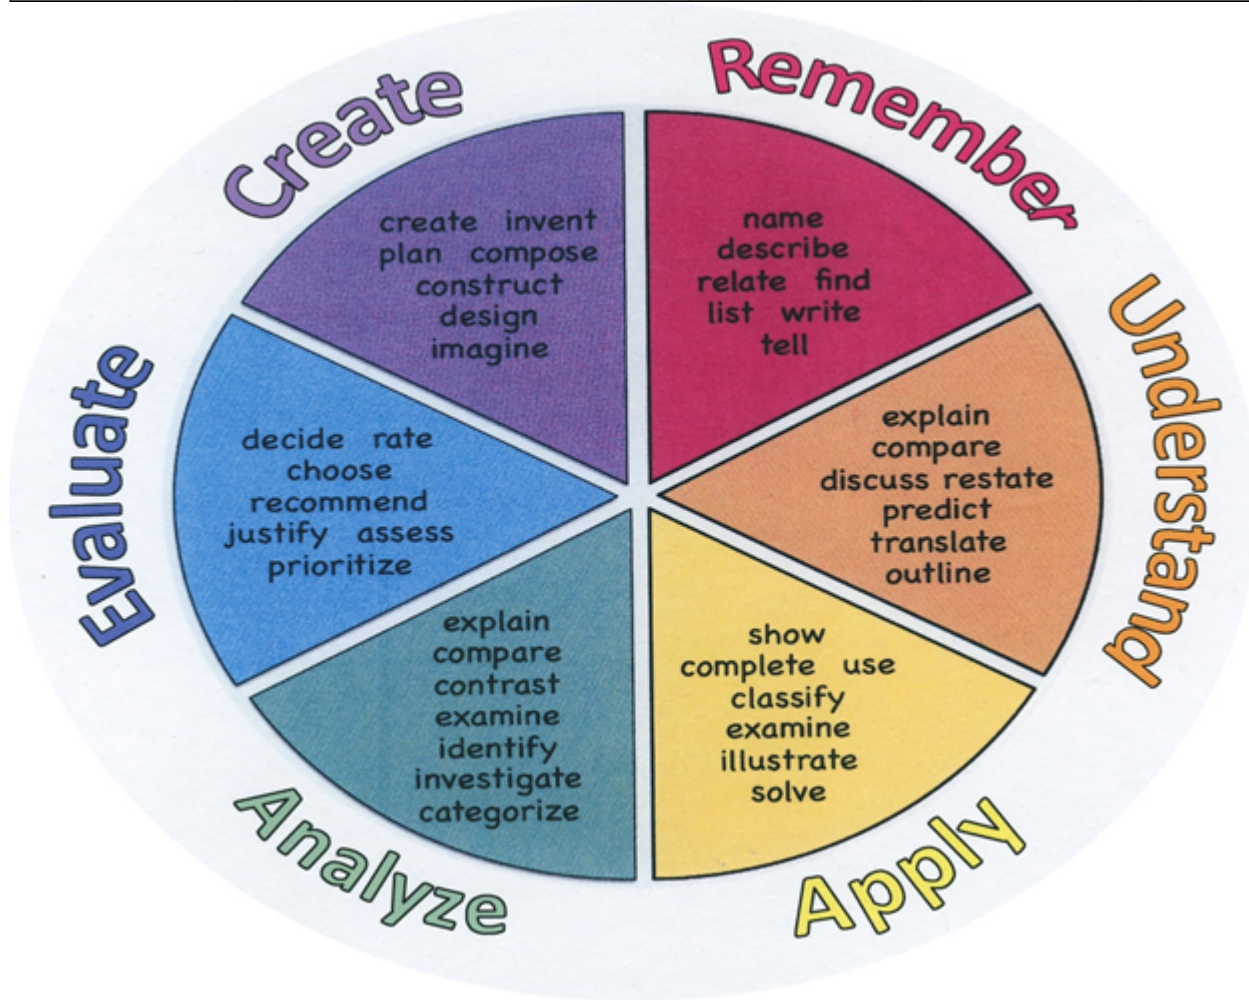 Remember
name
describe
relate find
list write
tell
Understand
explain
compare
discuss restate
predict
translate
outline
Apply
show
complete use
classify
examine
illustrate
solve
Analyze
explain
compare
contrast
examine
identify
investigate
categorize
Evaluate
decide rate
choose
recommend
justify assess
prioritize
Create
create invent
plan compose
construct
design
imagine